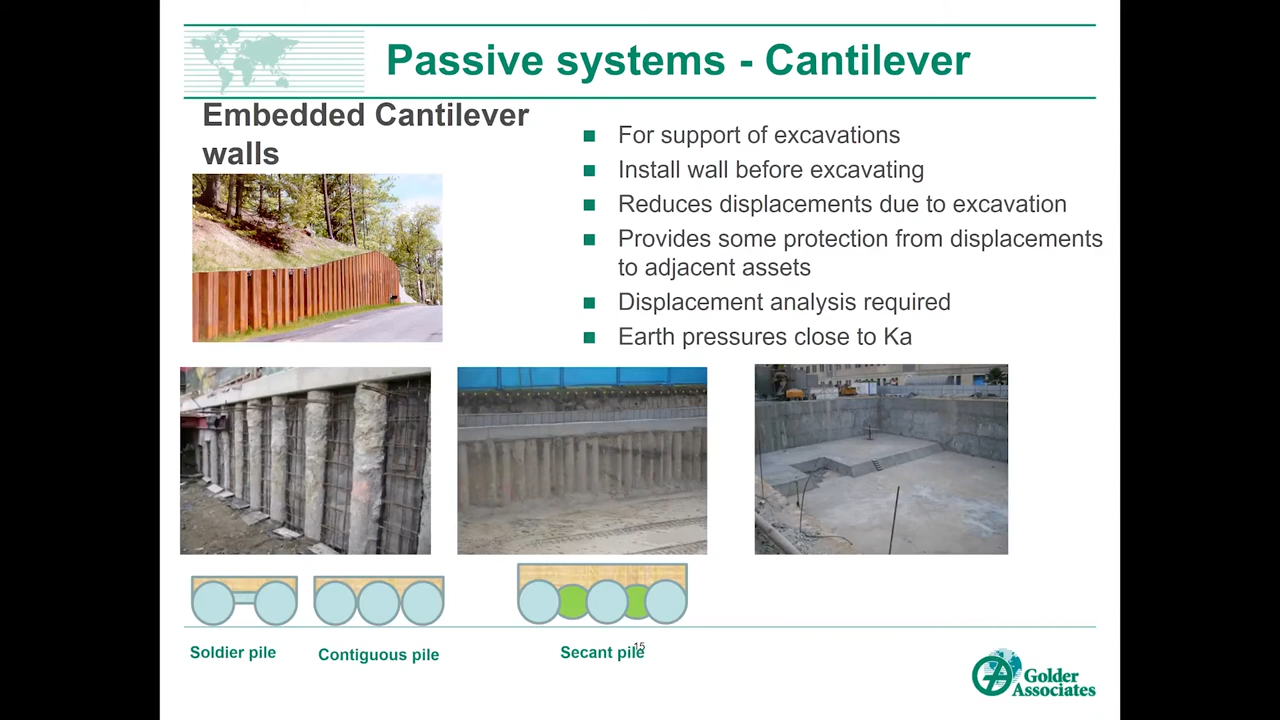 Passive systems - Cantilever
Embedded Cantilever
walls
For support of excavations
Install wall before excavating
Reduces displacements due to excavation
Provides some protection from displacements
to adjacent assets
Displacement analysis required
Earth pressures close to Ka
Soldier pile
Contiguous pile
Secant pile
15
Golder
Associates